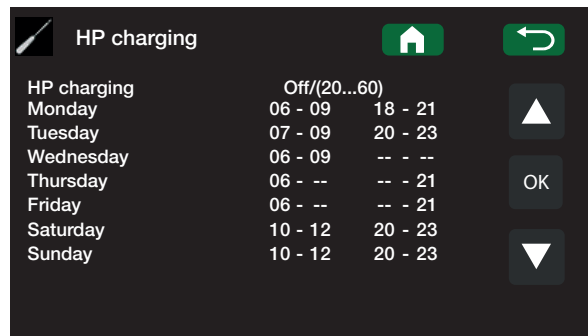 HP charging
HP charging Off/(20...60)
Monday 06 - 09 18 - 21
Tuesday 07 - 09 20 - 23
Wednesday 06 - 09 -- - --
Thursday 06 - -- -- - 21
OK
Friday 06 - -- -- - 21
Saturday 10 - 12 20 - 23
Sunday 10 - 12 20 - 23